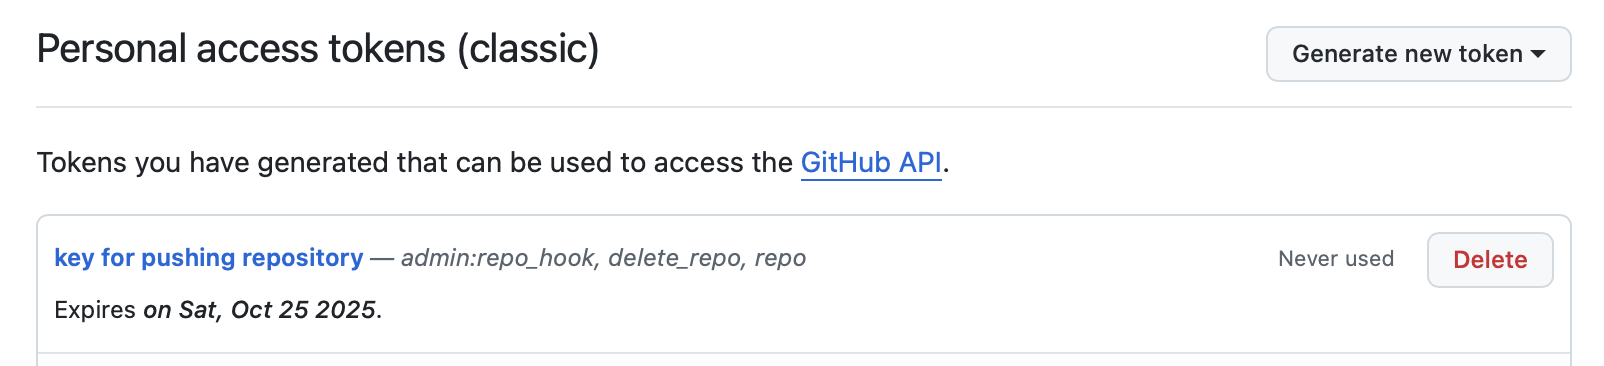 Personal access tokens (classic)
Generate new token
Tokens you have generated that can be used to access the GitHub API.
key for pushing repository — admin:repo_hook, delete_repo, repo
Never used
Delete
Expires on Sat, Oct 25 2025.